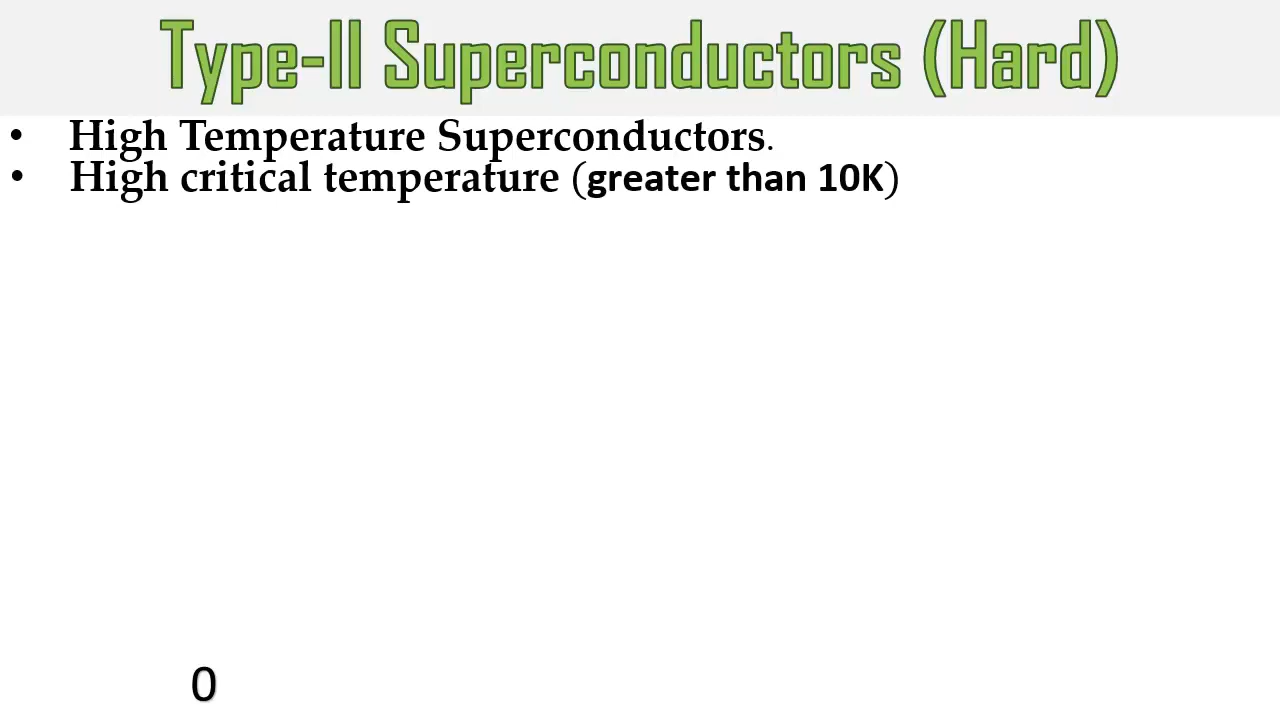 Type-II Superconductors (Hard)
• High Temperature Superconductors.
• High critical temperature (greater than 10K)
0